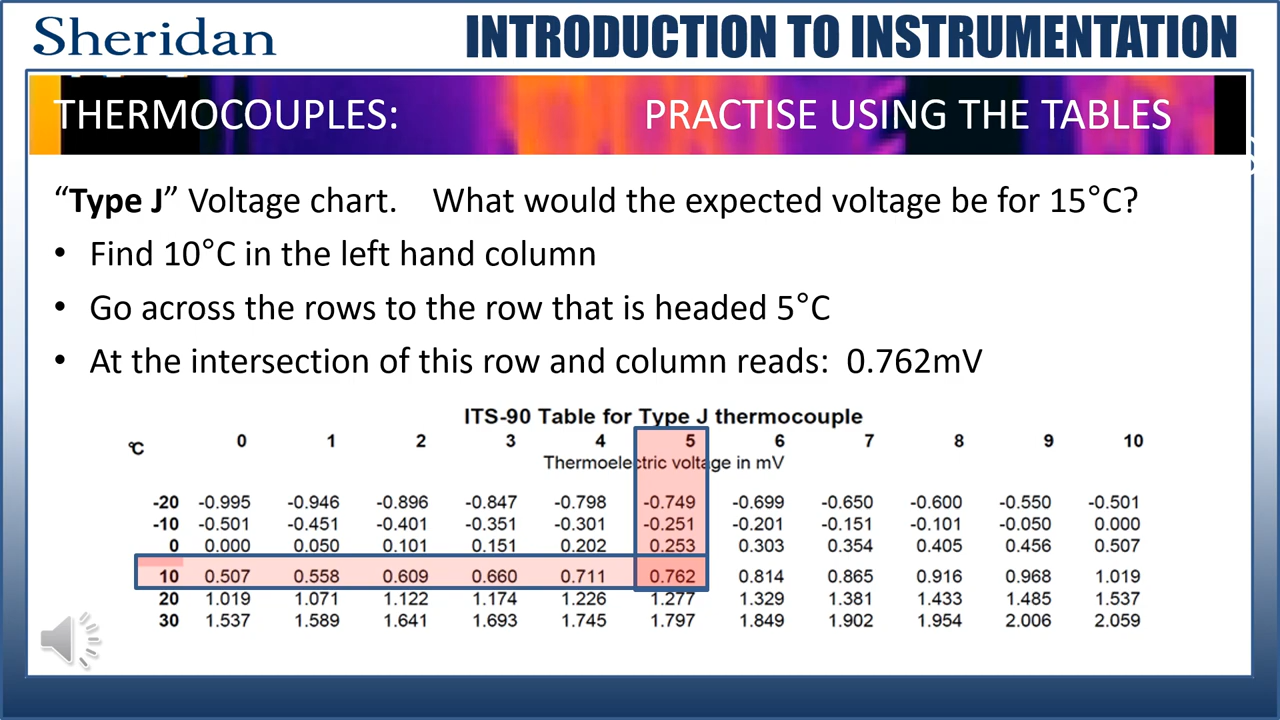 Sheridan
INTRODUCTION TO INSTRUMENTATION
THERMOCOUPLES: PRACTISE USING THE TABLES
“Type J” Voltage chart. What would the expected voltage be for 15°C?
• Find 10°C in the left hand column
• Go across the rows to the row that is headed 5°C
• At the intersection of this row and column reads: 0.762mV
ITS-90 Table for Type J thermocouple
°C 0 1 2 3 4 5 6 7 8 9 10
Thermoelectric voltage in mV
-20 -0.995 -0.946 -0.896 -0.847 -0.798 -0.749 -0.699 -0.650 -0.600 -0.550 -0.501
-10 -0.501 -0.451 -0.401 -0.351 -0.301 -0.251 -0.201 -0.151 -0.101 -0.050 0.000
0 0.000 0.050 0.101 0.151 0.202 0.253 0.303 0.354 0.405 0.456 0.507
10 0.507 0.558 0.609 0.660 0.711 0.762 0.814 0.865 0.916 0.968 1.019
20 1.019 1.071 1.122 1.174 1.226 1.277 1.329 1.381 1.433 1.485 1.537
30 1.537 1.589 1.641 1.693 1.745 1.797 1.849 1.902 1.954 2.006 2.059